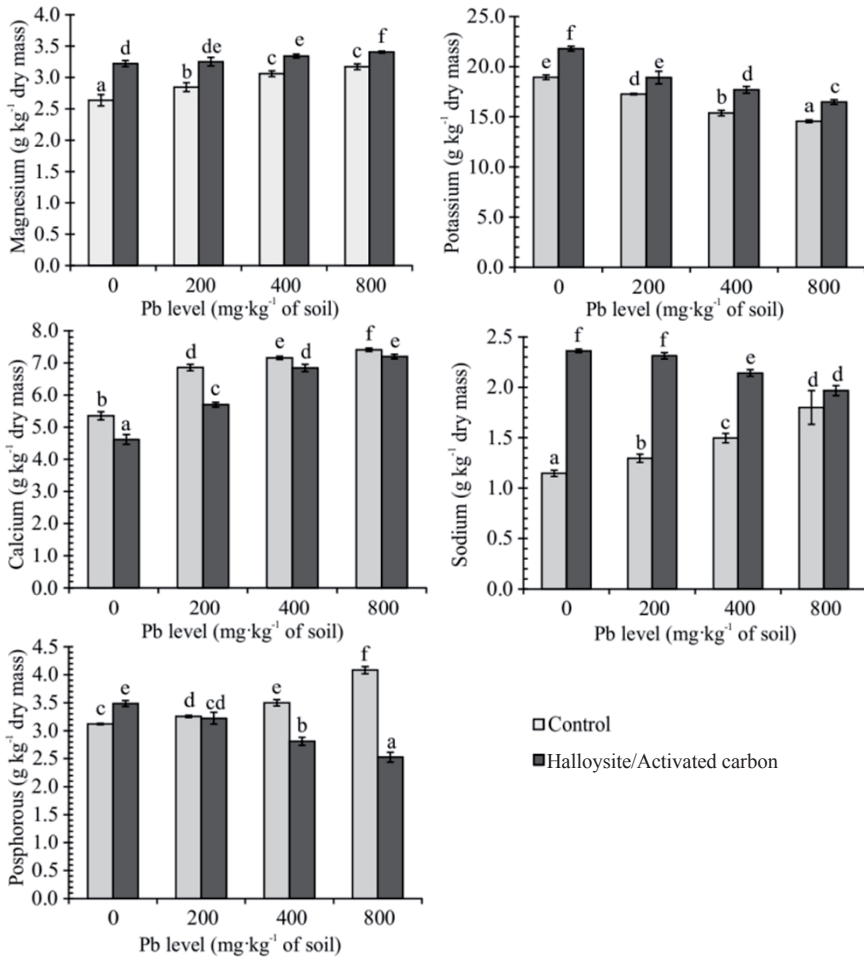 Magnesium (g kg⁻¹ dry mass)
4.0
3.5
3.0
2.5
2.0
1.5
1.0
0.5
0.0
a d b de c e c f
0 200 400 800
Pb level (mg·kg⁻¹ of soil)
Potassium (g kg⁻¹ dry mass)
25.0
20.0
15.0
10.0
5.0
0.0
e f d e b d a c
0 200 400 800
Pb level (mg·kg⁻¹ of soil)
Calcium (g kg⁻¹ dry mass)
8.0
7.0
6.0
5.0
4.0
3.0
2.0
1.0
0.0
b a d c e d f e
0 200 400 800
Pb level (mg·kg⁻¹ of soil)
Sodium (g kg⁻¹ dry mass)
2.5
2.0
1.5
1.0
0.5
0.0
a f b f c e d d
0 200 400 800
Pb level (mg·kg⁻¹ of soil)
Posphorous (g kg⁻¹ dry mass)
4.5
4.0
3.5
3.0
2.5
2.0
1.5
1.0
0.5
0.0
c e d cd e b f a
0 200 400 800
Pb level (mg·kg⁻¹ of soil)
Control
Halloysite/Activated carbon